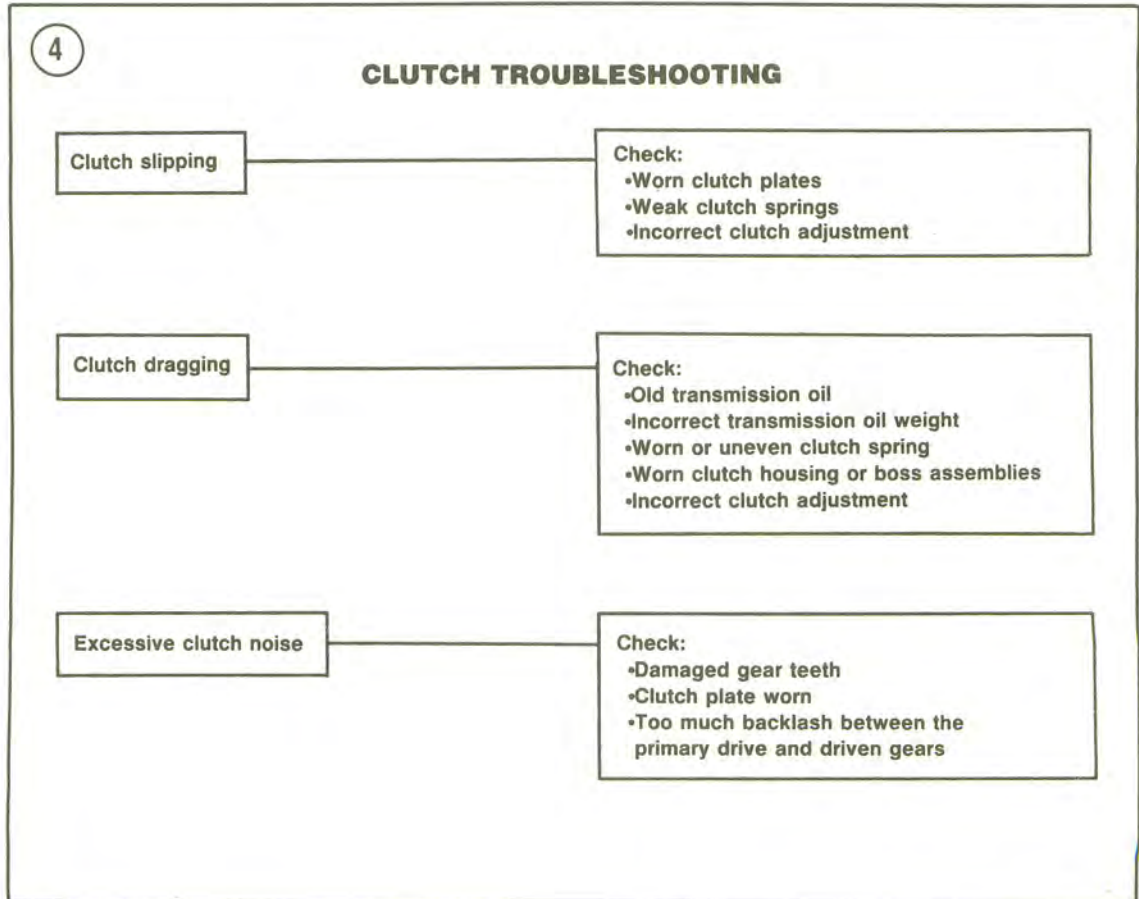 4
CLUTCH TROUBLESHOOTING
Clutch slipping
Check:
•Worn clutch plates
•Weak clutch springs
•Incorrect clutch adjustment
Clutch dragging
Check:
•Old transmission oil
•Incorrect transmission oil weight
•Worn or uneven clutch spring
•Worn clutch housing or boss assemblies
•Incorrect clutch adjustment
Excessive clutch noise
Check:
•Damaged gear teeth
•Clutch plate worn
•Too much backlash between the
primary drive and driven gears